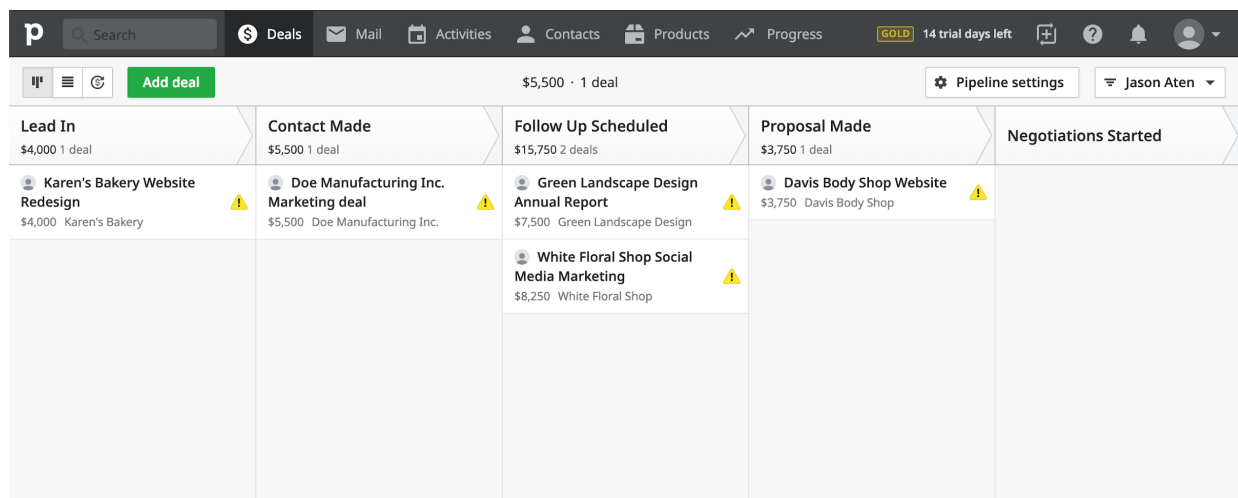 p Search Deals Mail Activities Contacts Products Progress GOLD 14 trial days left
Add deal $5,500 · 1 deal Pipeline settings Jason Aten
Lead In
$4,000 1 deal
Contact Made
$5,500 1 deal
Follow Up Scheduled
$15,750 2 deals
Proposal Made
$3,750 1 deal
Negotiations Started
Karen's Bakery Website
Redesign
$4,000 Karen's Bakery
Doe Manufacturing Inc.
Marketing deal
$5,500 Doe Manufacturing Inc.
Green Landscape Design
Annual Report
$7,500 Green Landscape Design
White Floral Shop Social
Media Marketing
$8,250 White Floral Shop
Davis Body Shop Website
$3,750 Davis Body Shop